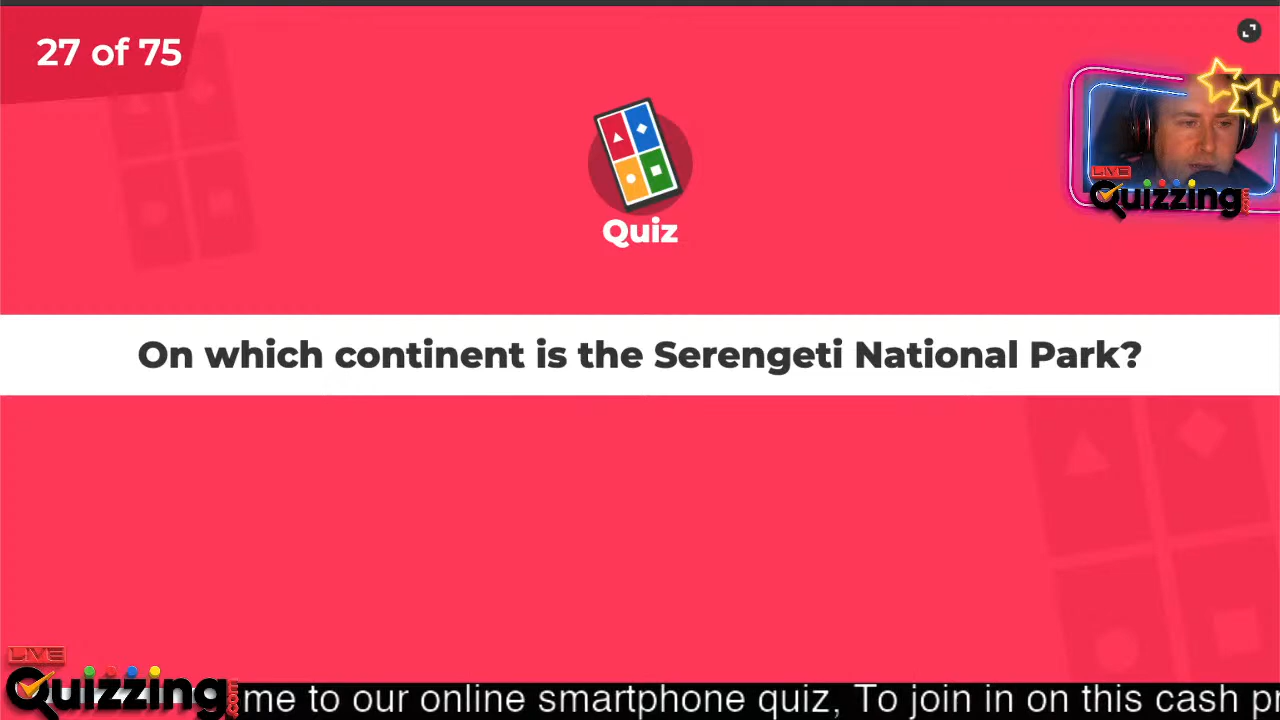 27 of 75
Quiz
LIVE
Quizzing.com
On which continent is the Serengeti National Park?
LIVE
Quizzing.com
me to our online smartphone quiz, To join in on this cash